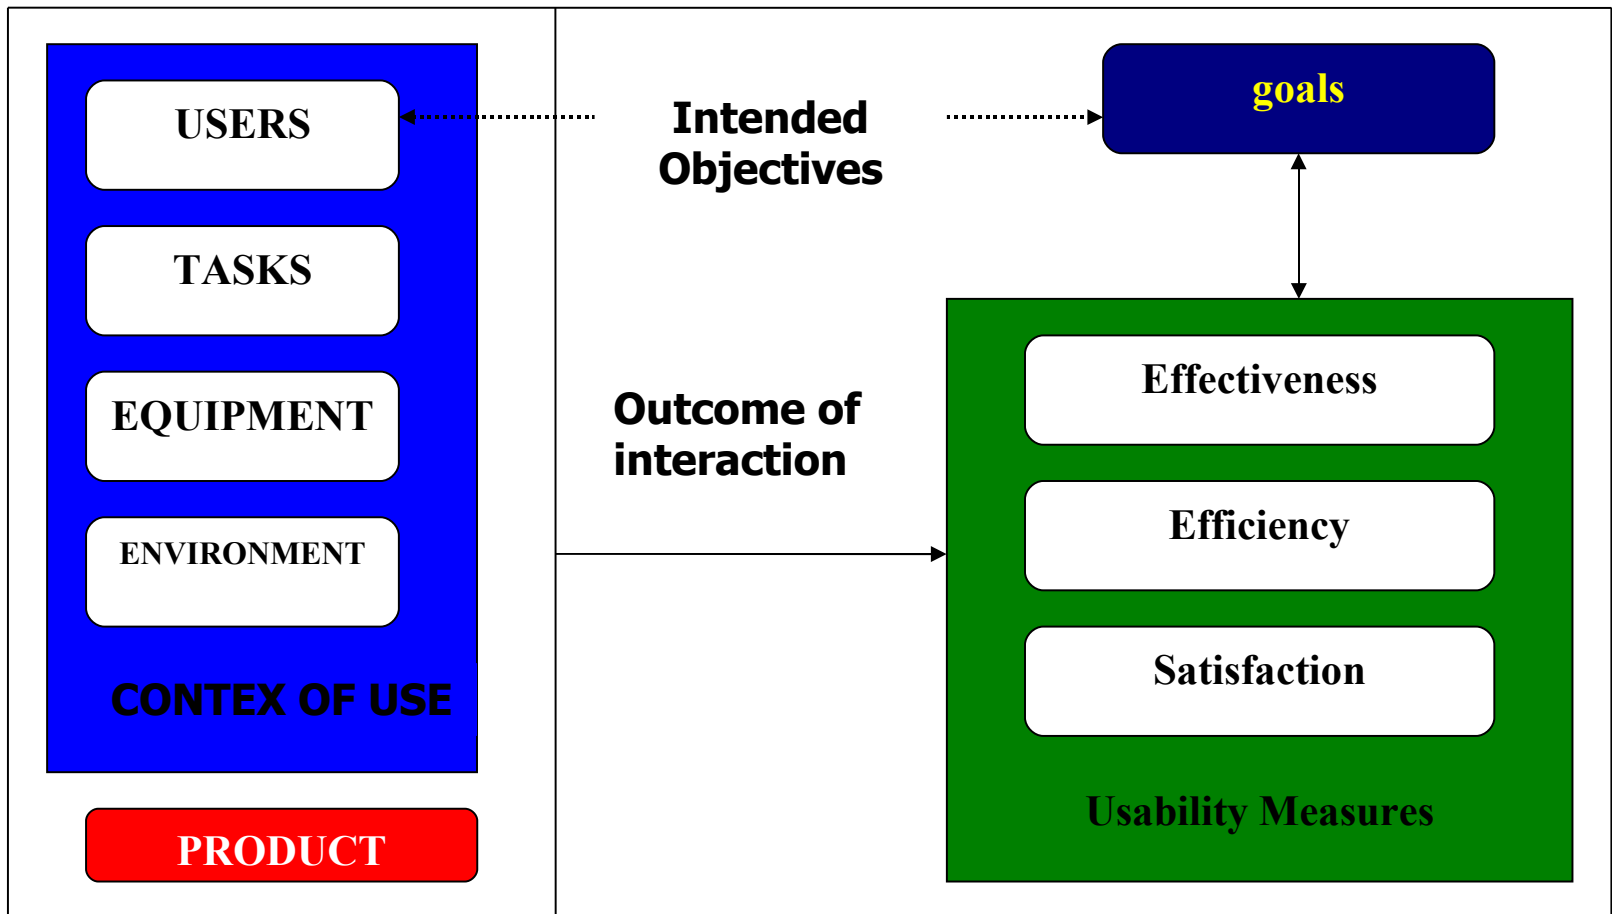 USERS
TASKS
EQUIPMENT
ENVIRONMENT
CONTEX OF USE
PRODUCT
Intended
Objectives
Outcome of
interaction
goals
Effectiveness
Efficiency
Satisfaction
Usability Measures